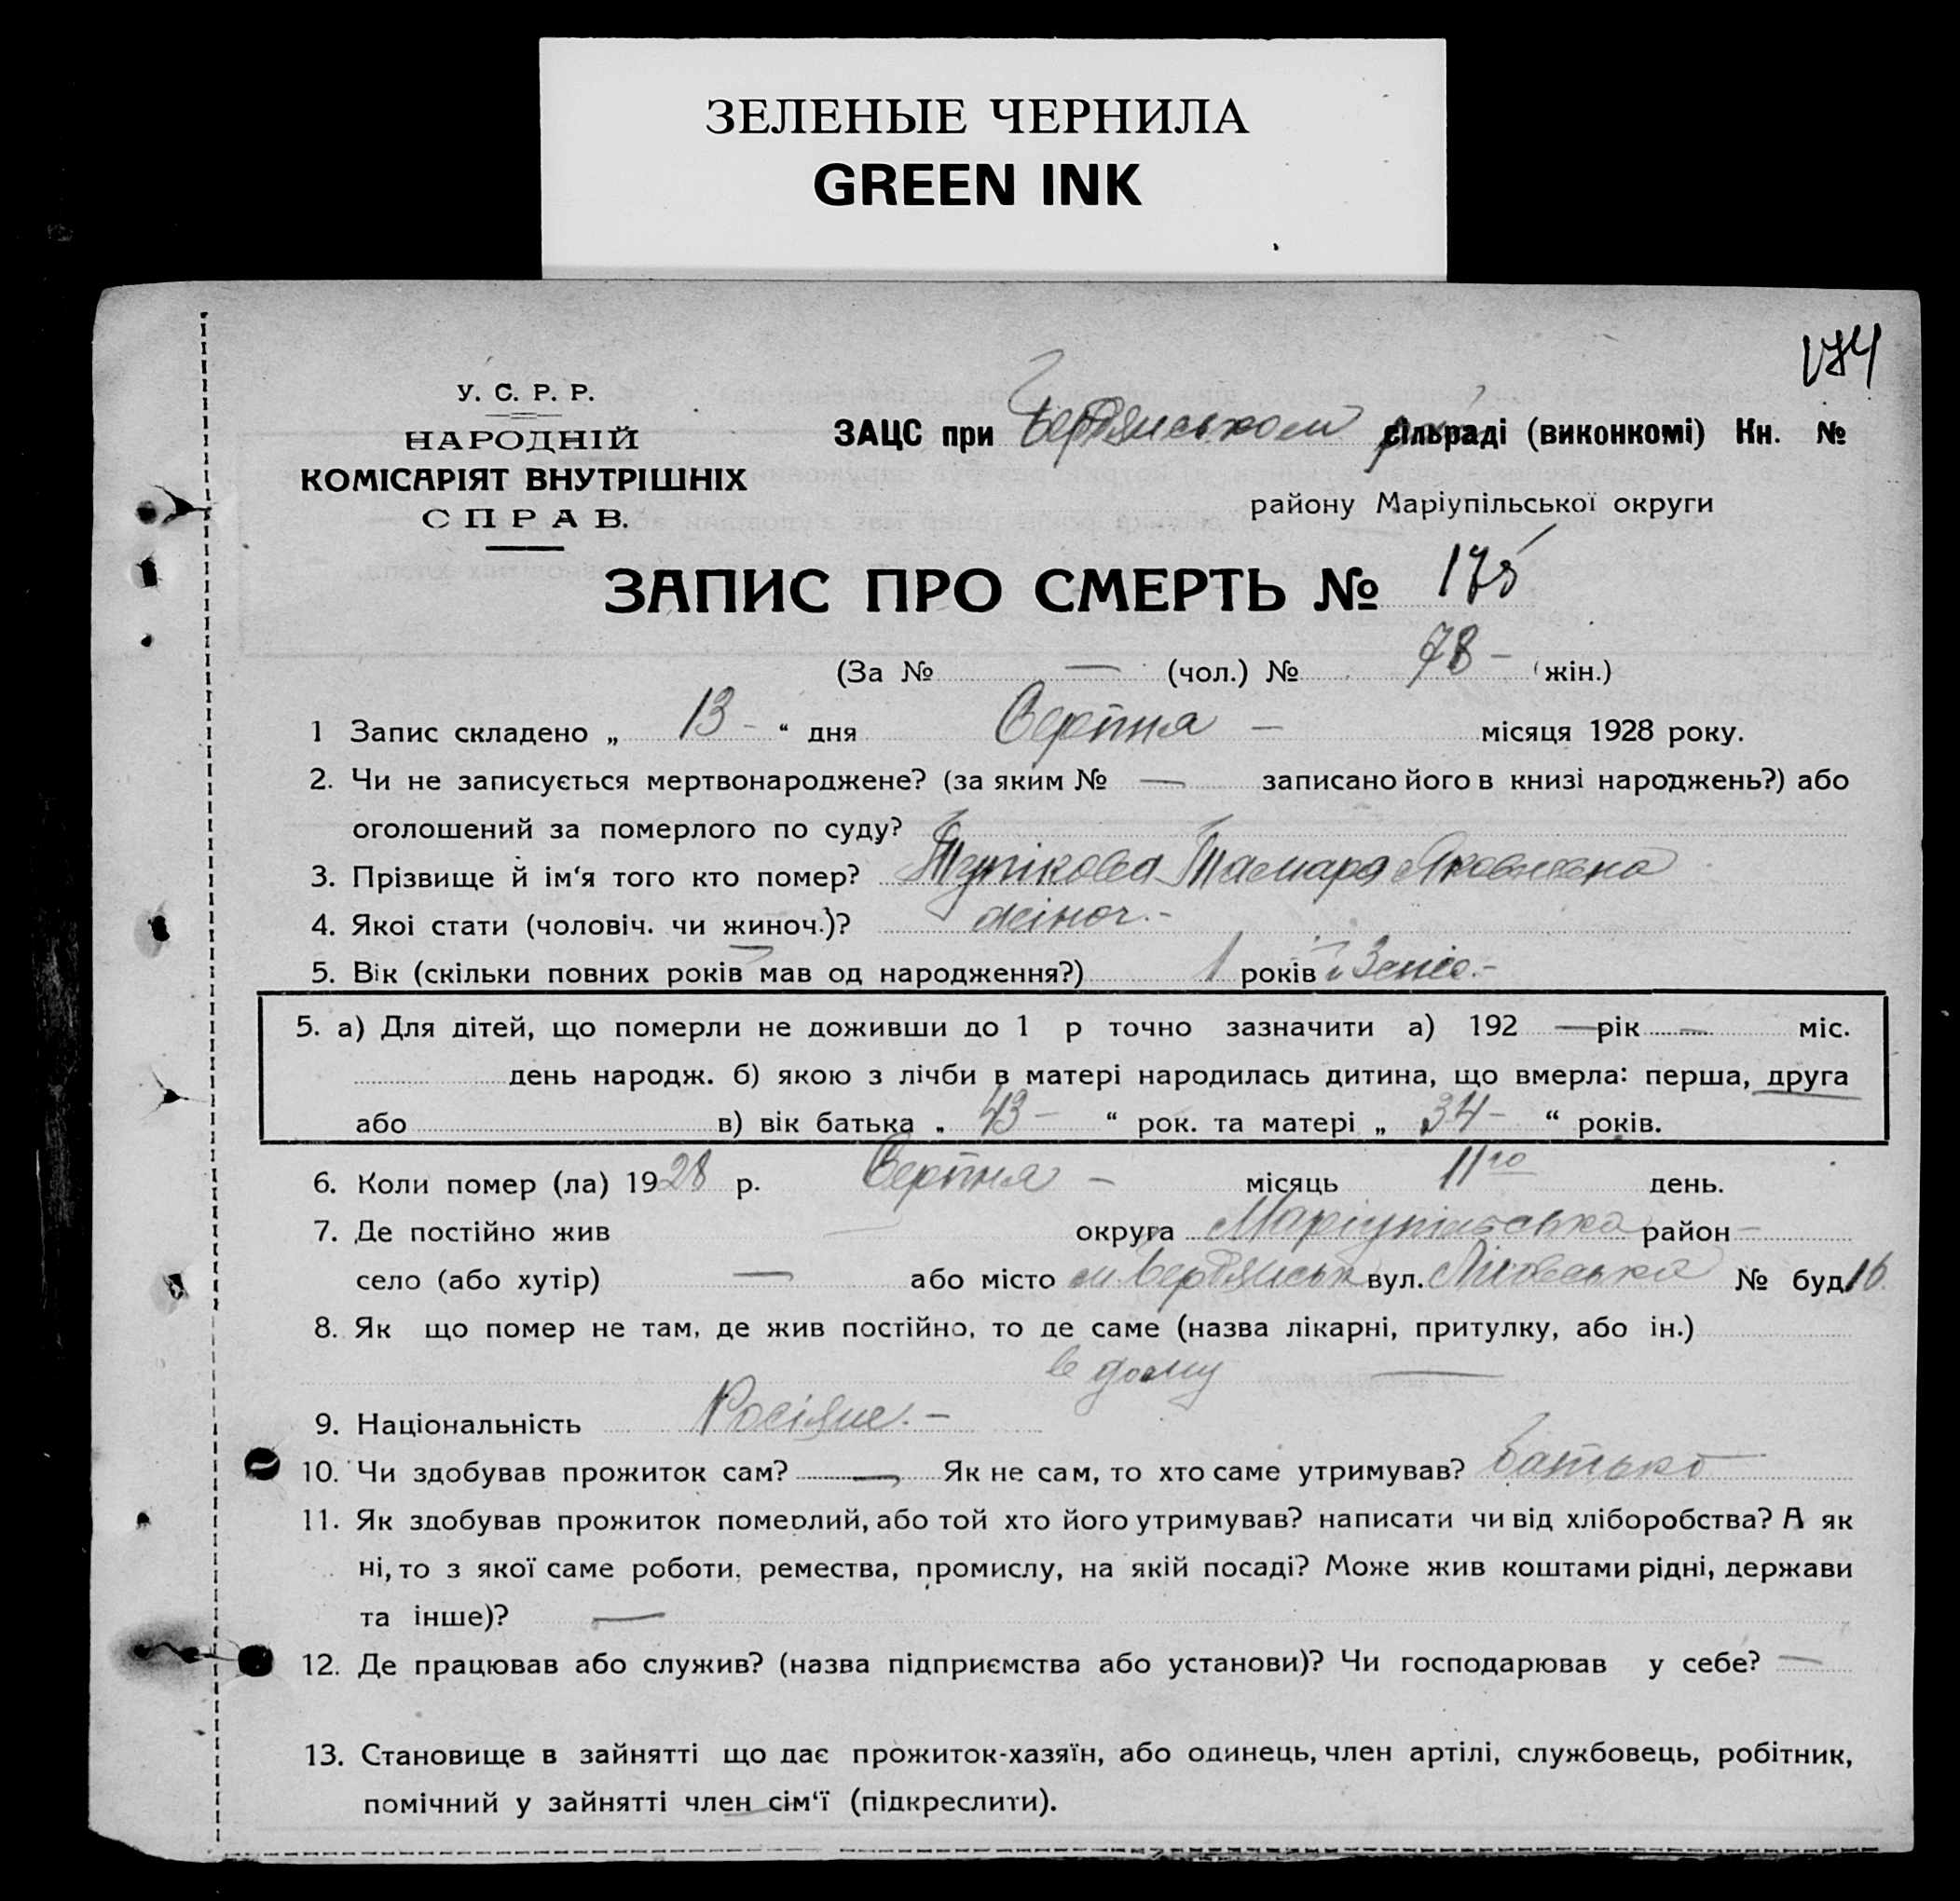 ЗЕЛЕНЫЕ ЧЕРНИЛА
GREEN INK
174
У. С. Р. Р.
НАРОДНІЙ
КОМІСАРІЯТ ВНУТРІШНІХ
СПРАВ.
ЗАЦС при Бердянськом сільраді (виконкомі) Кн. №
району Маріупільської округи
ЗАПИС ПРО СМЕРТЬ № 175
(За № — (чол.) № 78 — (жін.)
1 Запис складено „ 13 – “ дня Серпня — місяця 1928 року.
2. Чи не записується мертвонароджене? (за яким № — записано його в книзі народжень?) або
оголошений за померлого по суду?
3. Прізвище й ім‘я того кто помер? Тупікова Тамара Яковлевна
4. Якоі стати (чоловіч. чи жиноч.)? жіноч. –
5. Вік (скільки повних років мав од народження?) 1 років и 3
5. а) Для дітей, що померли не доживши до 1 р точно зазначити а) 192 — рік — міс.
день народж. б) якою з лічби в матері народилась дитина, що вмерла: перша, друга
або в) вік батька „ 43 – “ рок. та матері „ 34 – “ років.
6. Коли помер (ла) 1928 р. Серпня – місяць 11го день.
7. Де постійно жив округа Маріупільська район —
село (або хутір) — або місто м. Бердянськ вул. № буд. 16
8. Як що помер не там, де жив постійно, то де саме (назва лікарні, притулку, або ін.)
в дому —
9. Національність Росіяне. –
10. Чи здобував прожиток сам? — Як не сам, то хто саме утримував? батько
11. Як здобував прожиток померлий, або той хто його утримував? написати чи від хліборобства? А як
ні, то з якої саме роботи, ремества, промислу, на якій посаді? Може жив коштами рідні, держави
та інше)? —
12. Де працював або служив? (назва підприємства або установи)? Чи господарював у себе? —
13. Становище в зайнятті що дає прожиток-хазяїн, або одинець, член артілі, службовець, робітник,
помічний у зайнятті член сім‘ї (підкреслити).